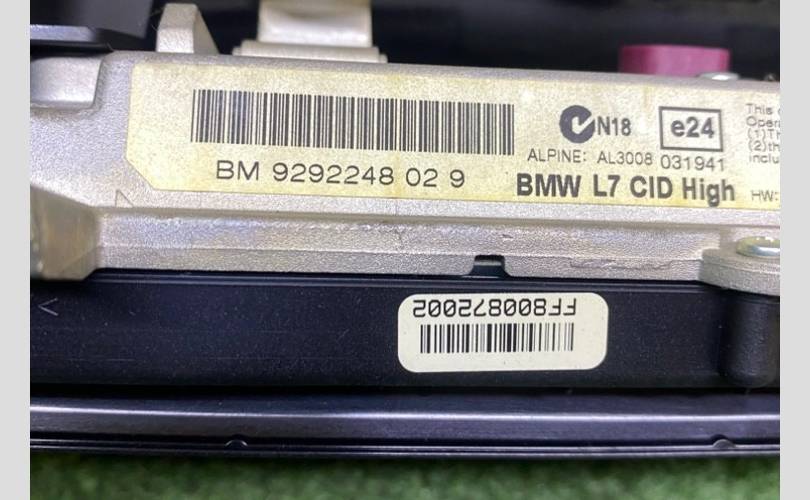 BM 9292248 02 9
N18 e24
ALPINE: AL3008 031941
BMW L7 CID High
This
Oper
(1)Th
(2)th
inclu
HW:
FF800872002